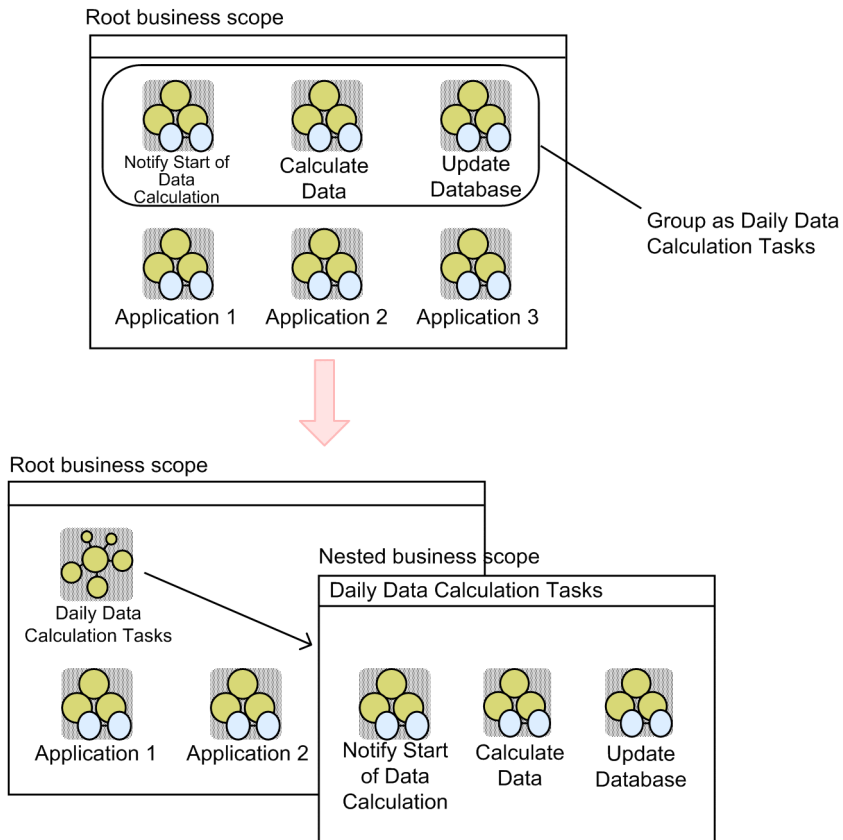 Root business scope
Notify Start of
Data
Calculation
Calculate
Data
Update
Database
Group as Daily Data
Calculation Tasks
Application 1
Application 2
Application 3
Root business scope
Daily Data
Calculation Tasks
Application 1
Application 2
Nested business scope
Daily Data Calculation Tasks
Notify Start
of Data
Calculation
Calculate
Data
Update
Database